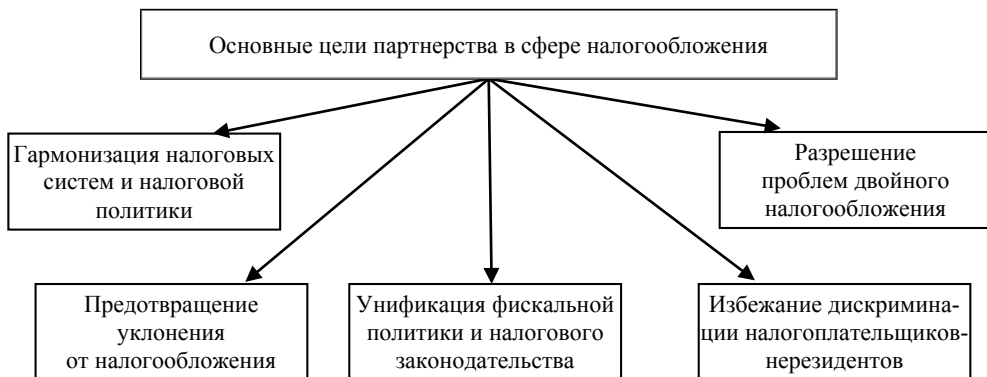 Основные цели партнерства в сфере налогообложения
Гармонизация налоговых
систем и налоговой
политики
Разрешение
проблем двойного
налогообложения
Предотвращение
уклонения
от налогообложения
Унификация фискальной
политики и налогового
законодательства
Избежание дискримина-
ции налогоплательщиков-
нерезидентов